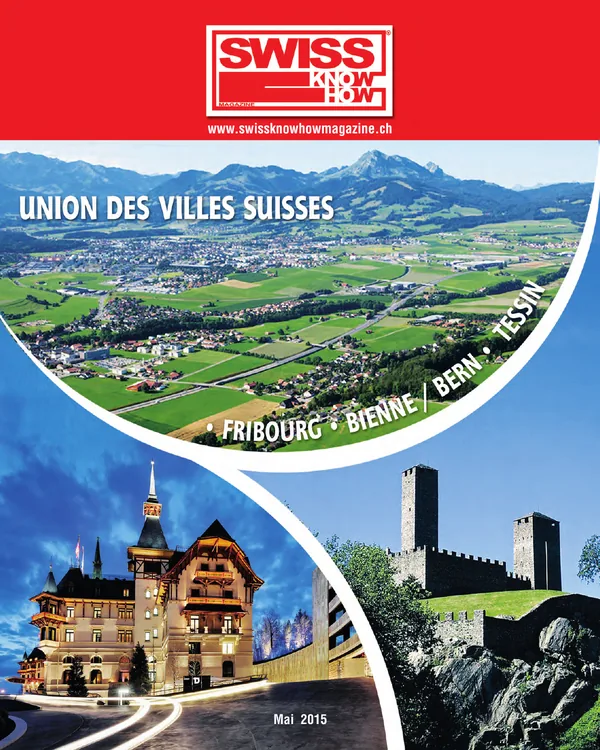 SWISS
KNOW
HOW
MAGAZINE
®
www.swissknowhowmagazine.ch
UNION DES VILLES SUISSES
• FRIBOURG • BIENNE / BERN • TESSIN
Mai 2015